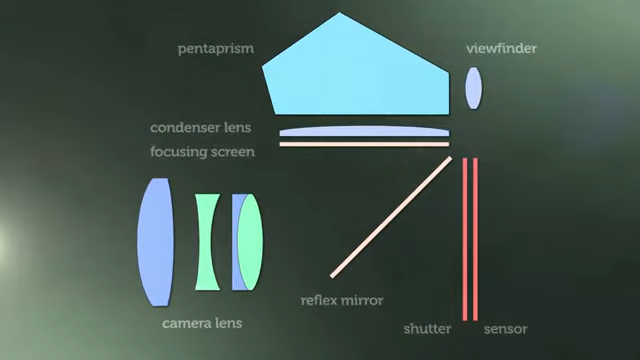 pentaprism
viewfinder
condenser lens
focusing screen
reflex mirror
camera lens
shutter
sensor